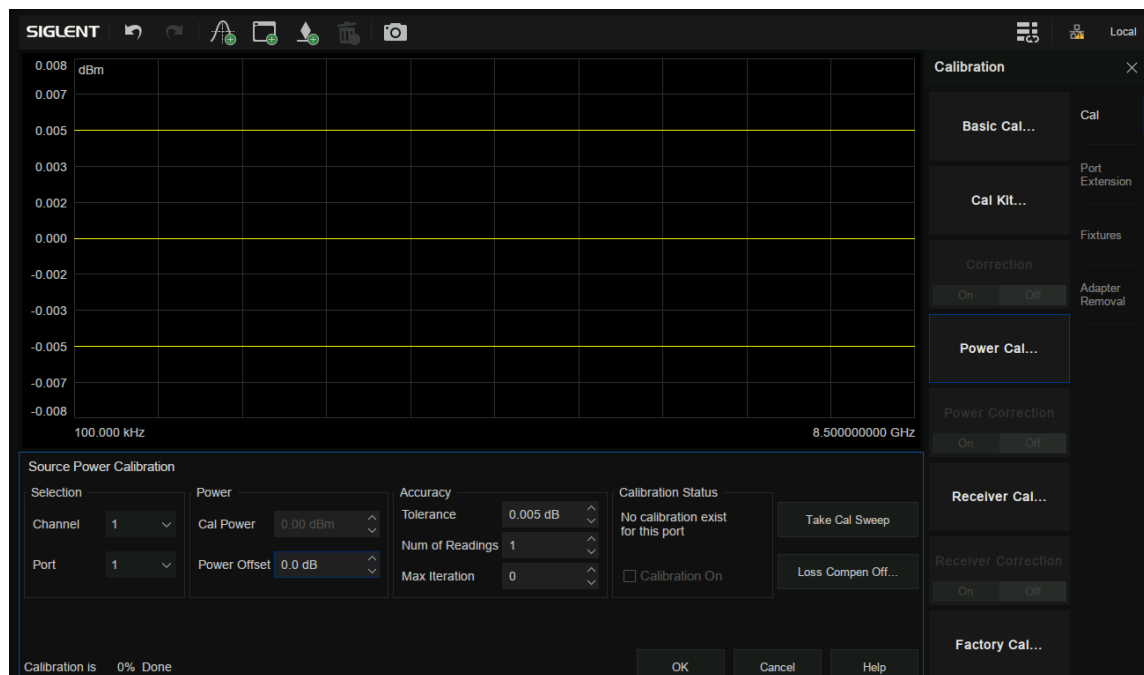 SIGLENT
Local
0.008
dBm
0.007
0.005
0.003
0.002
0.000
-0.002
-0.003
-0.005
-0.007
-0.008
100.000 kHz
8.500000000 GHz
Source Power Calibration
Selection
Channel 1
Port 1
Power
Cal Power 0.00 dBm
Power Offset 0.0 dB
Accuracy
Tolerance 0.005 dB
Num of Readings 1
Max Iteration 0
Calibration Status
No calibration exist
for this port
Calibration On
Take Cal Sweep
Loss Compen Off...
Calibration is 0% Done
OK
Cancel
Help
Calibration
Basic Cal...
Cal Kit...
Correction
On Off
Power Cal...
Power Correction
On Off
Receiver Cal...
Receiver Correction
On Off
Factory Cal...
Cal
Port
Extension
Fixtures
Adapter
Removal